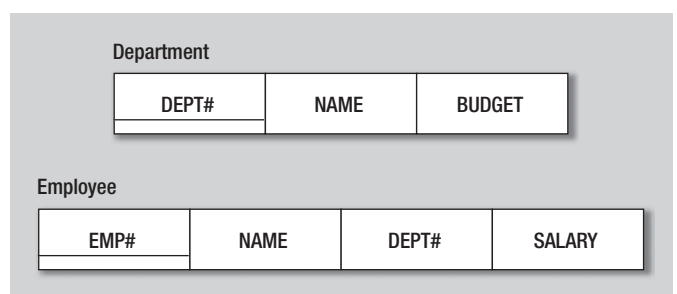 Department
DEPT# NAME BUDGET
Employee
EMP# NAME DEPT# SALARY